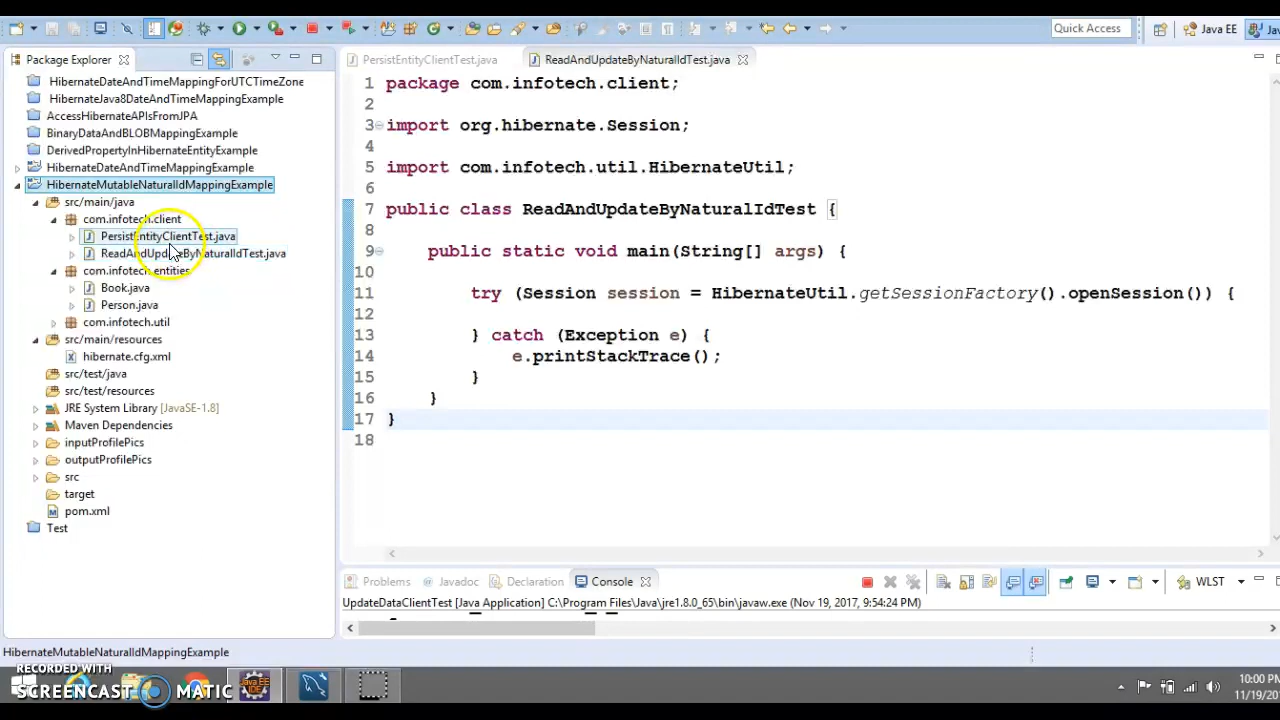 Quick Access
Java EE
Package Explorer
HibernateDateAndTimeMappingForUTCTimeZone
HibernateJava8DateAndTimeMappingExample
AccessHibernateAPIsFromJPA
BinaryDataAndBLOBMappingExample
DerivedPropertyInHibernateEntityExample
HibernateDateAndTimeMappingExample
HibernateMutableNaturalIdMappingExample
src/main/java
com.infotech.client
PersistEntityClientTest.java
ReadAndUpdateByNaturalIdTest.java
com.infotech.entities
Book.java
Person.java
com.infotech.util
src/main/resources
hibernate.cfg.xml
src/test/java
src/test/resources
JRE System Library [JavaSE-1.8]
Maven Dependencies
inputProfilePics
outputProfilePics
src
target
pom.xml
Test
PersistEntityClientTest.java
ReadAndUpdateByNaturalIdTest.java
1 package com.infotech.client;
2
3 import org.hibernate.Session;
4
5 import com.infotech.util.HibernateUtil;
6
7 public class ReadAndUpdateByNaturalIdTest {
8
9 public static void main(String[] args) {
10
11 try (Session session = HibernateUtil.getSessionFactory().openSession()) {
12
13 } catch (Exception e) {
14 e.printStackTrace();
15 }
16 }
17 }
18
Problems Javadoc Declaration Console
WLST
UpdateDataClientTest [Java Application] C:\Program Files\Java\jre1.8.0_65\bin\javaw.exe (Nov 19, 2017, 9:54:24 PM)
HibernateMutableNaturalIdMappingExample
RECORDED WITH
SCREENCAST MATIC
Java EE
IDE
10:00 PM